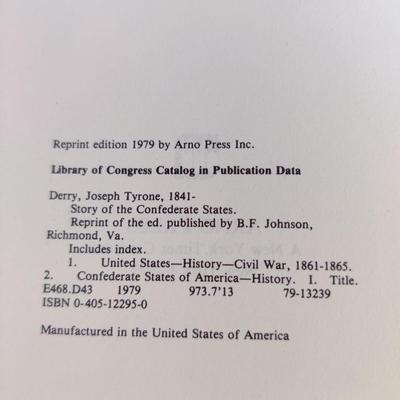 Reprint edition 1979 by Arno Press Inc.
Library of Congress Catalog in Publication Data
Derry, Joseph Tyrone, 1841-
Story of the Confederate States.
Reprint of the ed. published by B.F. Johnson,
Richmond, Va.
Includes index.
1. United States—History—Civil War, 1861-1865.
2. Confederate States of America—History. I. Title.
E468.D43 1979 973.7'13 79-13239
ISBN 0-405-12295-0
Manufactured in the United States of America